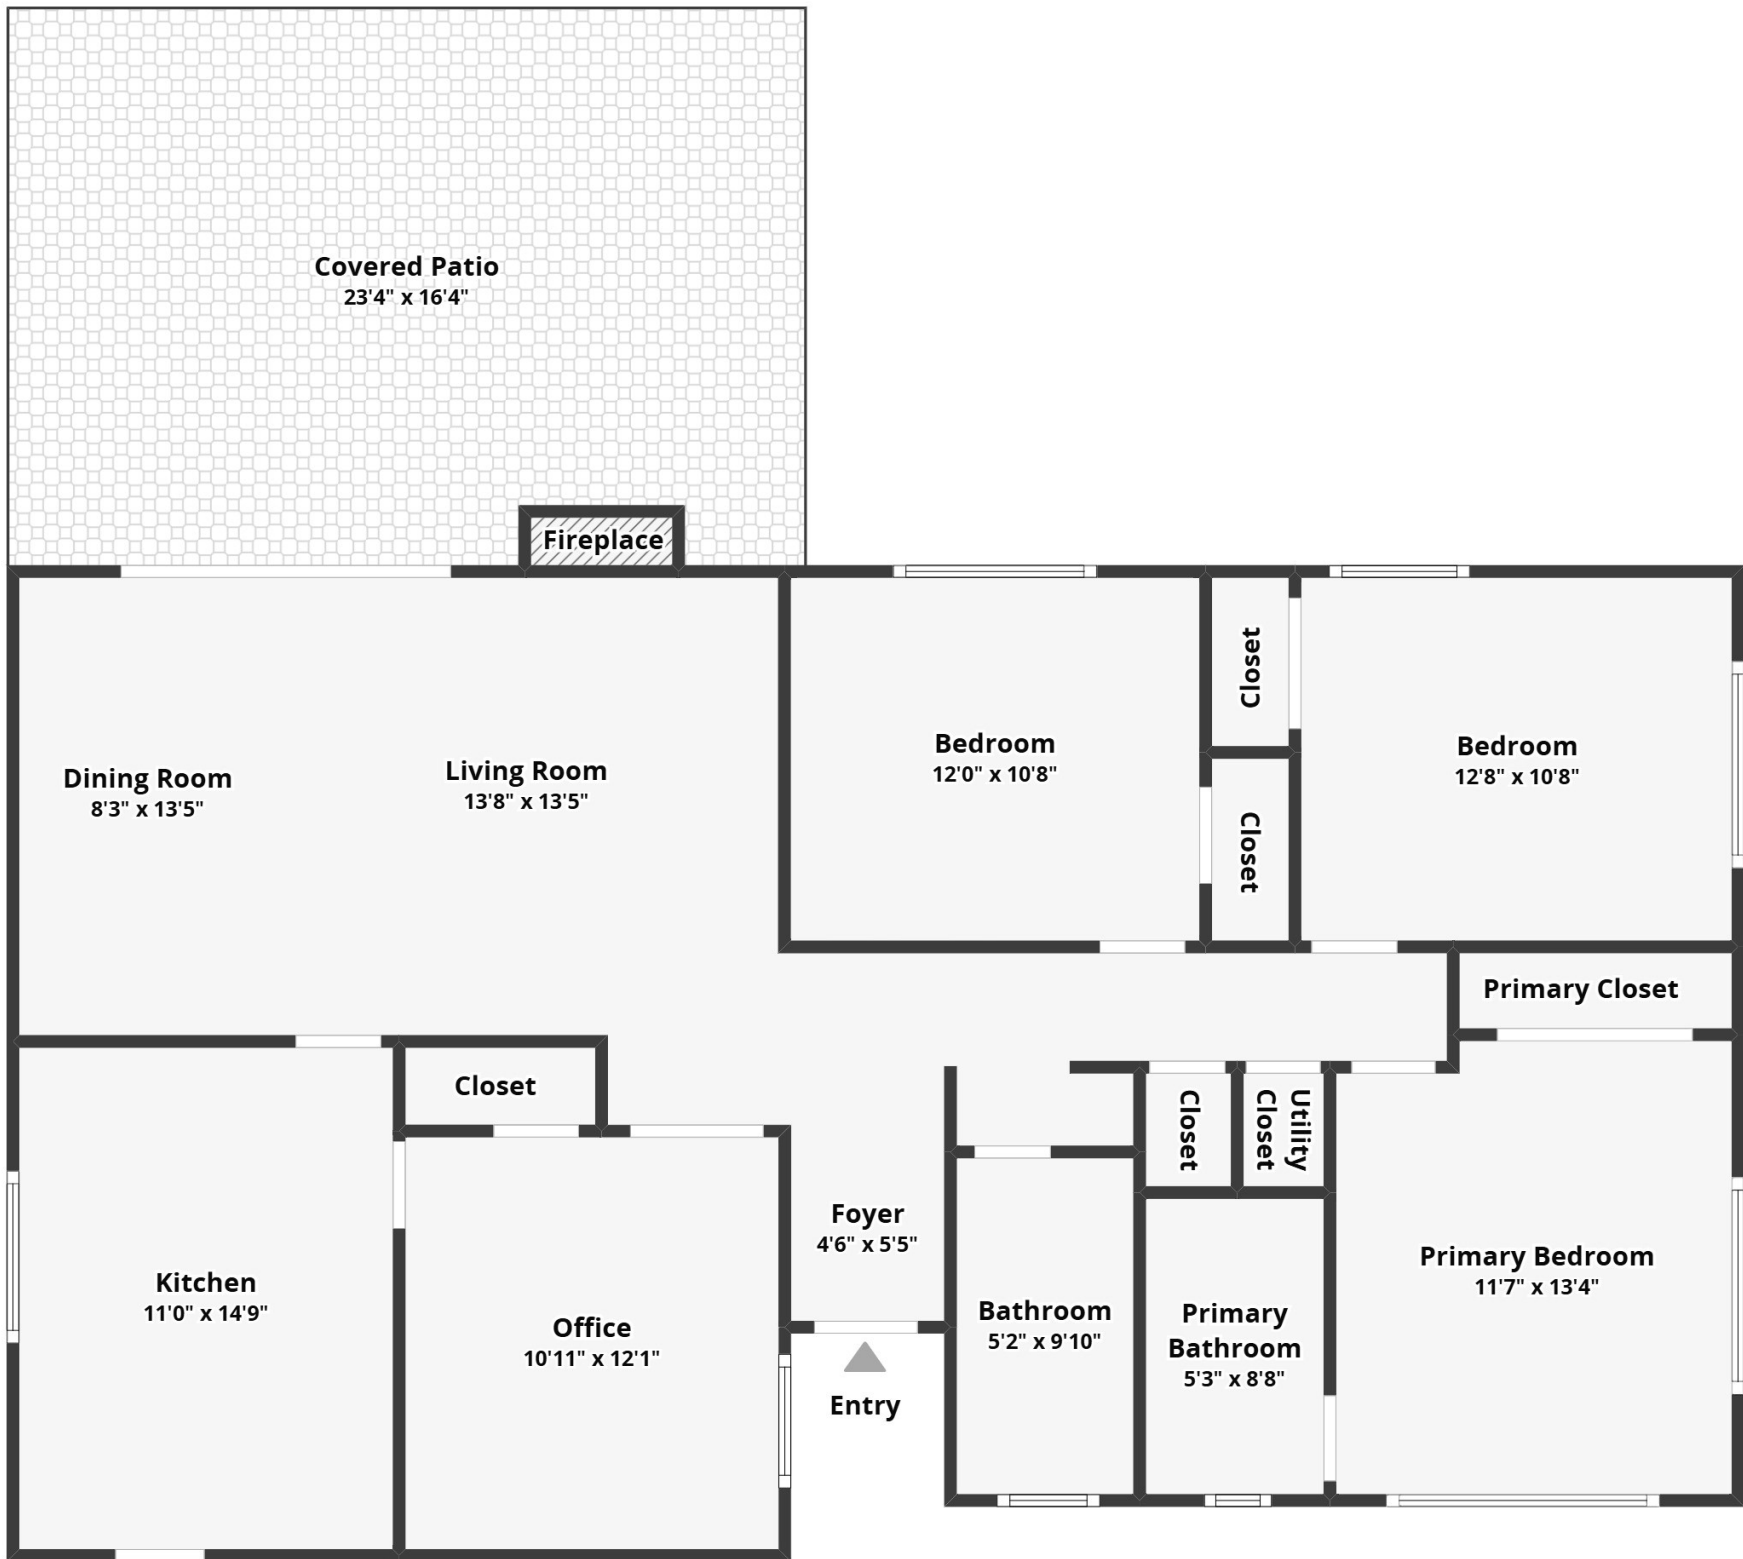 Covered Patio
23'4" x 16'4"
Fireplace
Dining Room
8'3" x 13'5"
Living Room
13'8" x 13'5"
Bedroom
12'0" x 10'8"
Closet
Closet
Bedroom
12'8" x 10'8"
Primary Closet
Closet
Closet
Utility
Closet
Kitchen
11'0" x 14'9"
Office
10'11" x 12'1"
Foyer
4'6" x 5'5"
Entry
Bathroom
5'2" x 9'10"
Primary
Bathroom
5'3" x 8'8"
Primary Bedroom
11'7" x 13'4"